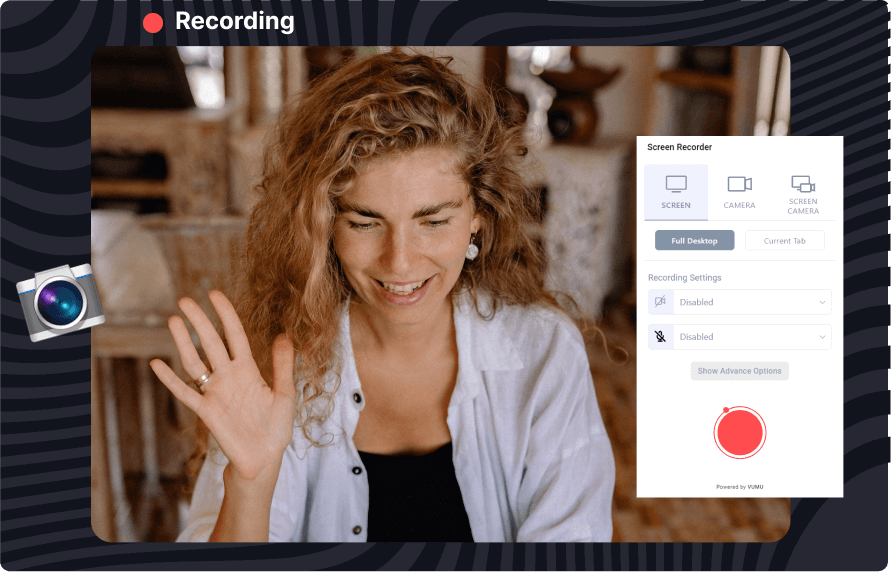 Recording
Screen Recorder
SCREEN
CAMERA
SCREEN
CAMERA
Full Desktop
Current Tab
Recording Settings
Disabled
Disabled
Show Advance Options
Powered by VUMU